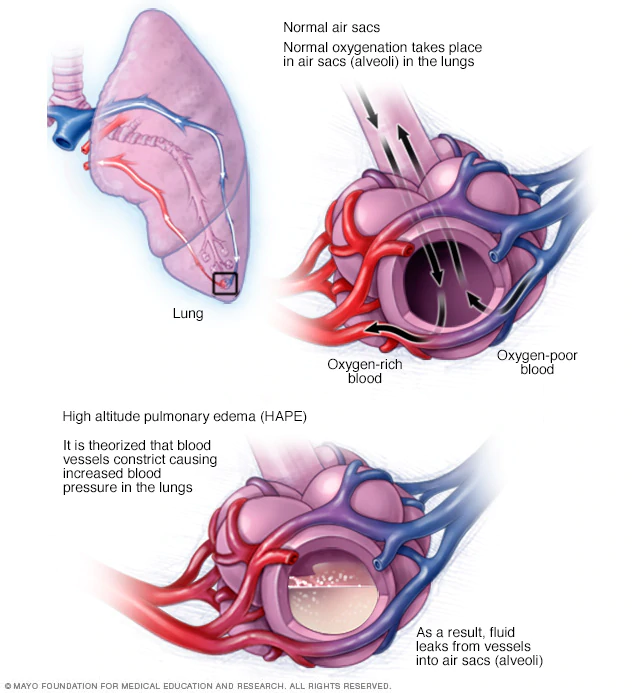 Normal air sacs
Normal oxygenation takes place
in air sacs (alveoli) in the lungs
Lung
Oxygen-rich
blood
Oxygen-poor
blood
High altitude pulmonary edema (HAPE)
It is theorized that blood
vessels constrict causing
increased blood
pressure in the lungs
As a result, fluid
leaks from vessels
into air sacs (alveoli)
© MAYO FOUNDATION FOR MEDICAL EDUCATION AND RESEARCH. ALL RIGHTS RESERVED.